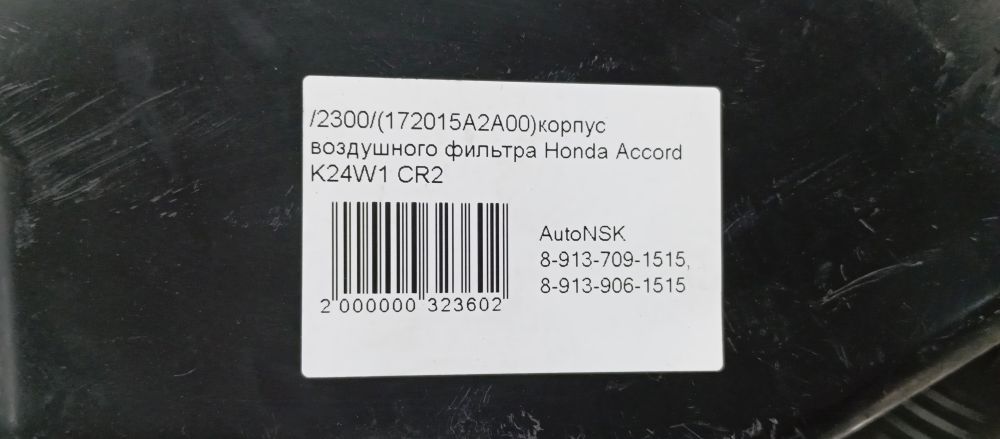 /2300/(172015A2A00)корпус
воздушного фильтра Honda Accord
K24W1 CR2
AutoNSK
8-913-709-1515,
8-913-906-1515
2 000000 323602